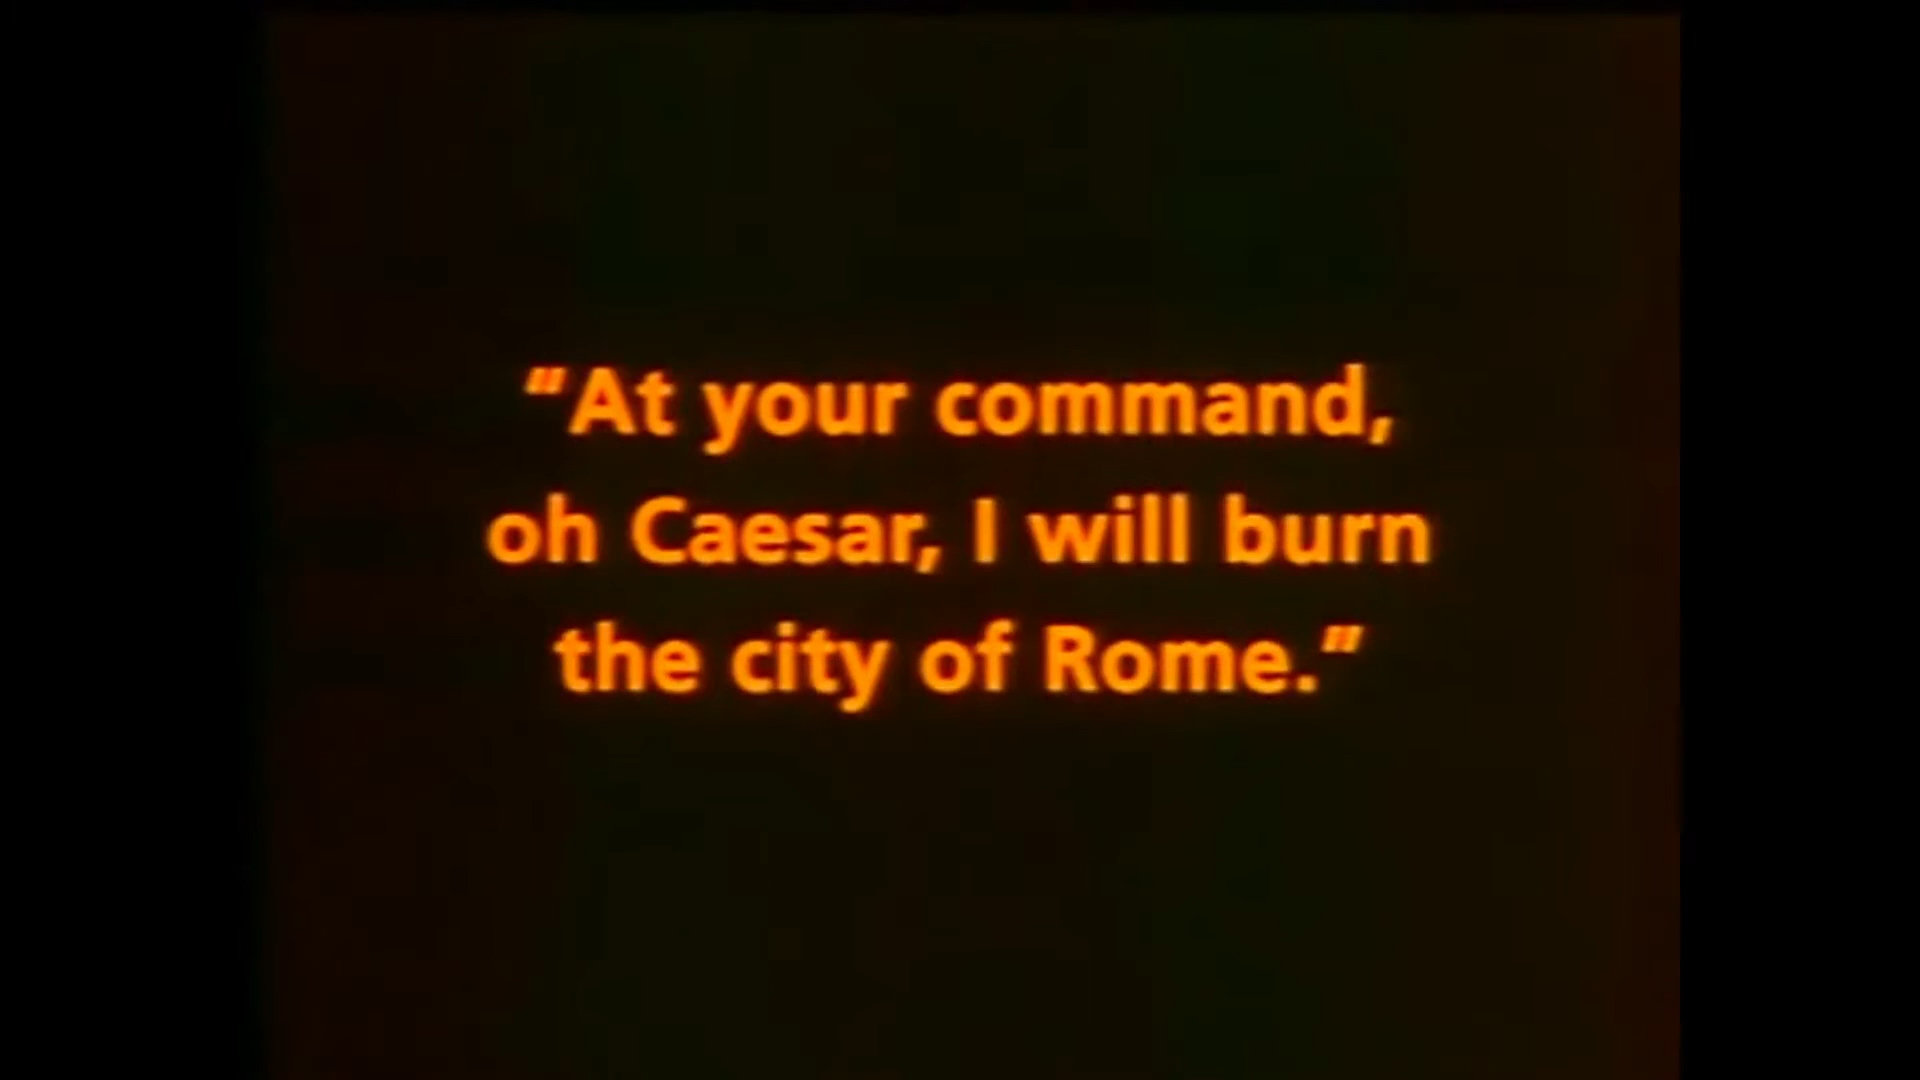 “At your command,
oh Caesar, I will burn
the city of Rome.”